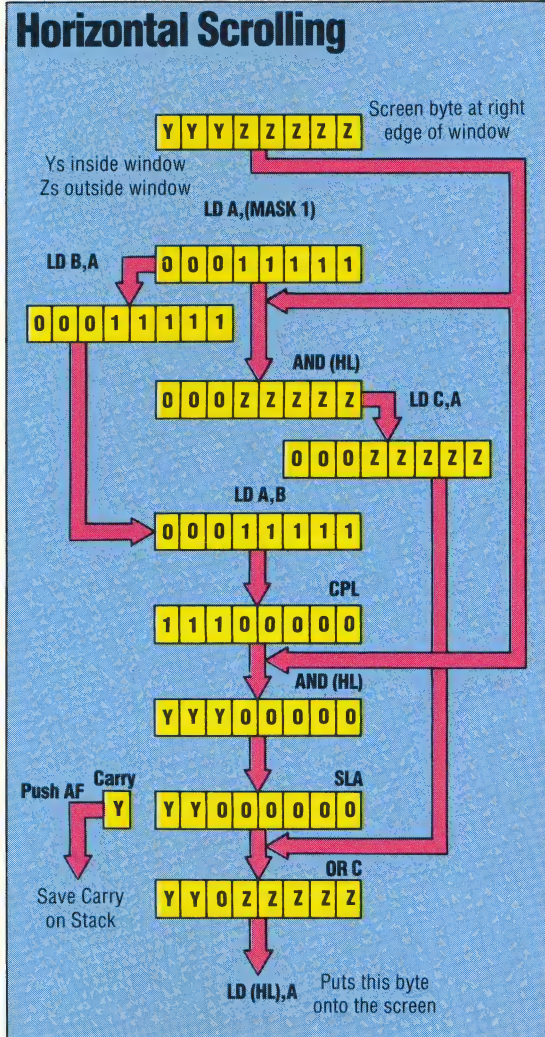 Horizontal Scrolling
Screen byte at right
edge of window
Y Y Y Z Z Z Z Z
Ys inside window
Zs outside window
LD A,(MASK 1)
LD B,A
0 0 0 1 1 1 1 1
0 0 0 1 1 1 1 1
AND (HL)
0 0 0 Z Z Z Z Z
LD C,A
0 0 0 Z Z Z Z Z
LD A,B
0 0 0 1 1 1 1 1
CPL
1 1 1 0 0 0 0 0
AND (HL)
Y Y Y 0 0 0 0 0
SLA
Push AF
Carry
Y
Y Y 0 0 0 0 0 0
Save Carry
on Stack
OR C
Y Y 0 Z Z Z Z Z
LD (HL),A
Puts this byte
onto the screen